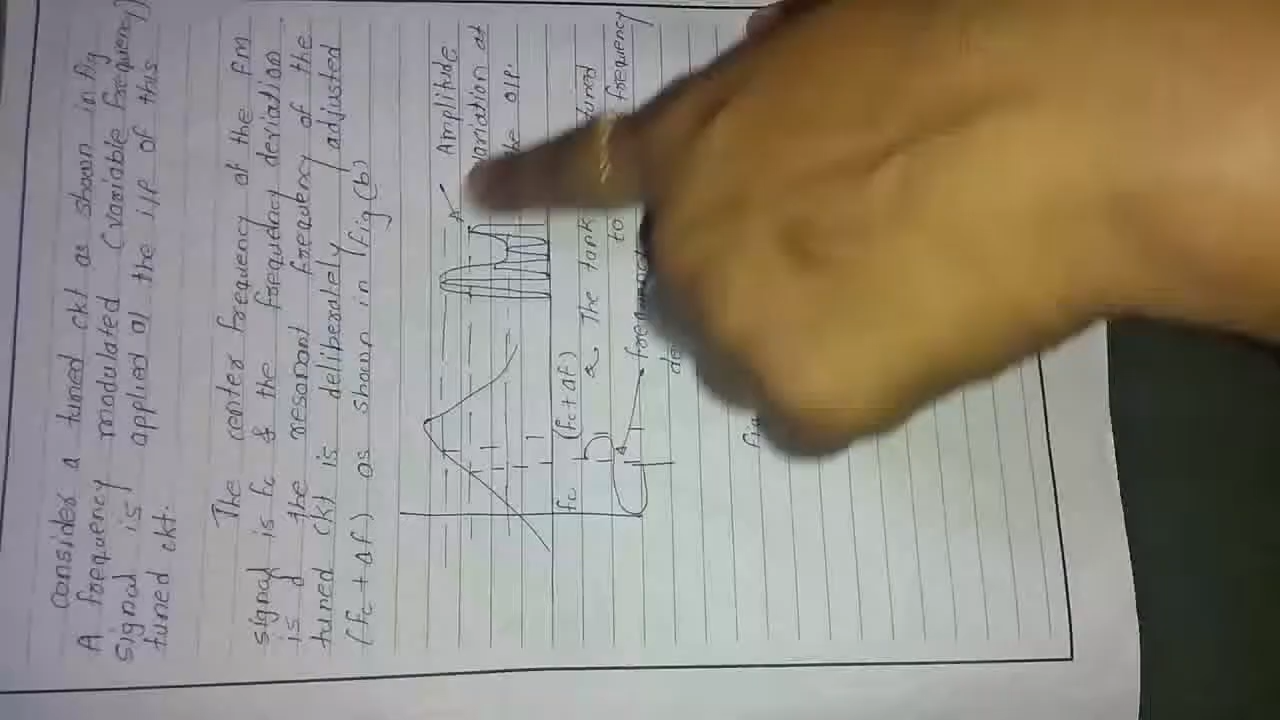 consider a tuned ckt as shown in fig
A frequency modulated (variable frequency)
signal is applied at the i/p of this
tuned ckt.
The center frequency of the FM
signal is fc & the frequency deviation
is d the resonant frequency of the
tuned ckt is deliberately adjusted
(fc + Δf) as shown in fig (b)
Amplitude
variation at
the o/p.
fc (fc + Δf)
The tank tuned
to frequency